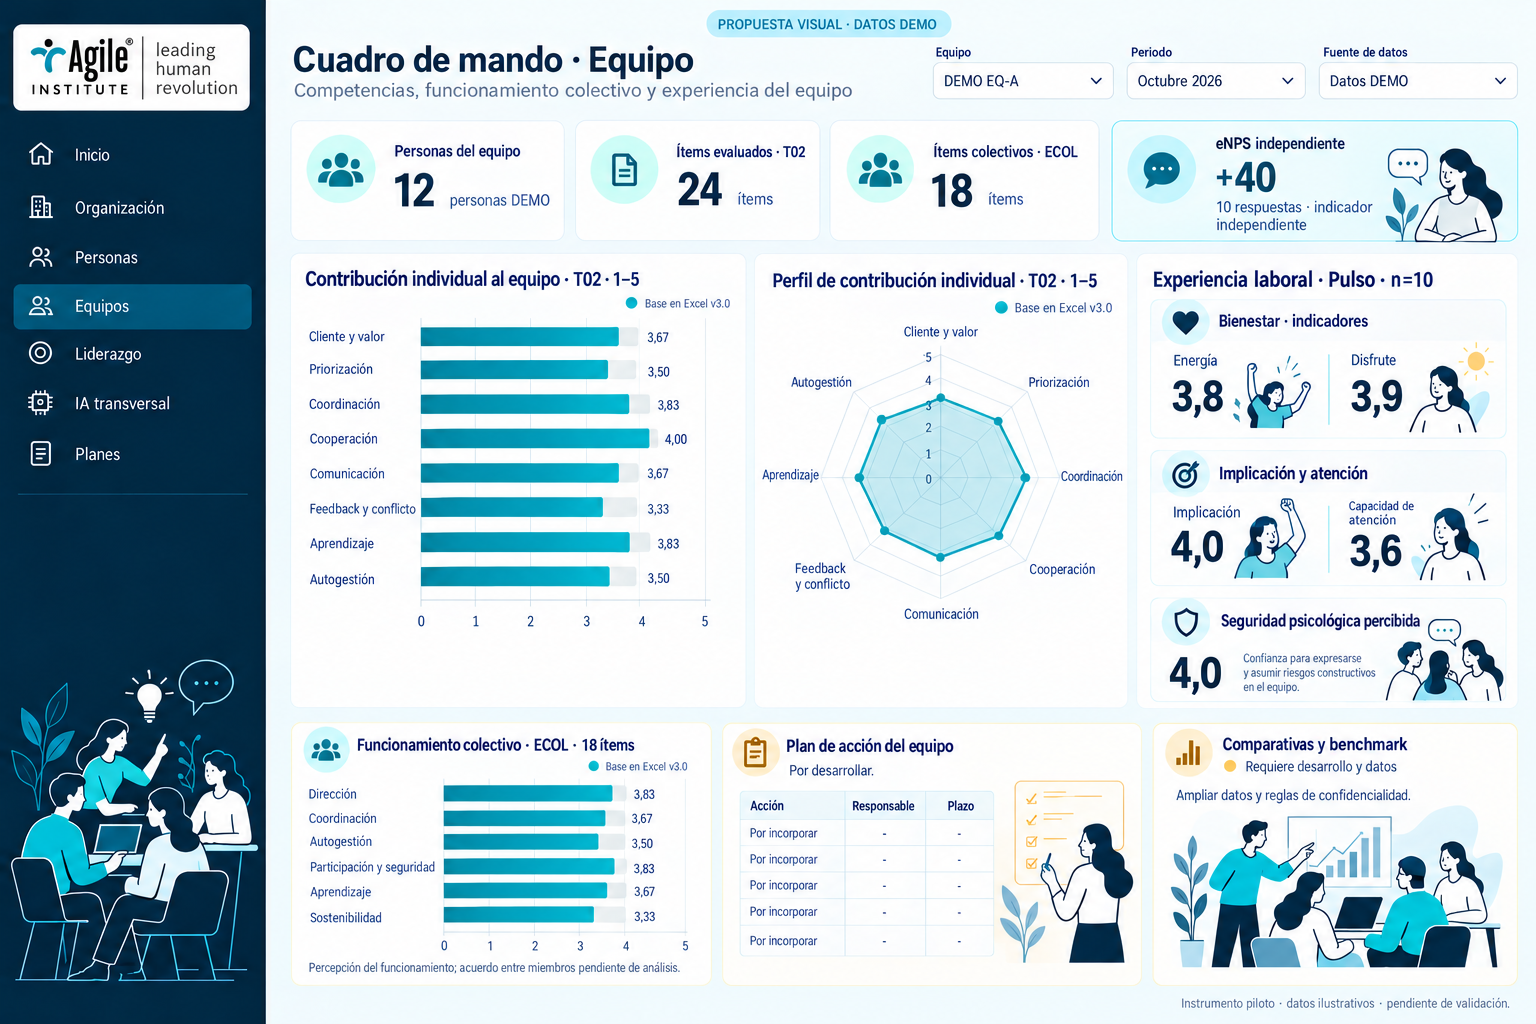 Agile®
INSTITUTE
leading
human
revolution
Inicio
Organización
Personas
Equipos
Liderazgo
IA transversal
Planes
PROPUESTA VISUAL · DATOS DEMO
Cuadro de mando · Equipo
Competencias, funcionamiento colectivo y experiencia del equipo
Equipo
DEMO EQ-A
Periodo
Octubre 2026
Fuente de datos
Datos DEMO
Personas del equipo
12 personas DEMO
Ítems evaluados · T02
24 ítems
Ítems colectivos · ECOL
18 ítems
eNPS independiente
+40
10 respuestas · indicador
independiente
Contribución individual al equipo · T02 · 1–5
Base en Excel v3.0
Cliente y valor 3,67
Priorización 3,50
Coordinación 3,83
Cooperación 4,00
Comunicación 3,67
Feedback y conflicto 3,33
Aprendizaje 3,83
Autogestión 3,50
0 1 2 3 4 5
Perfil de contribución individual · T02 · 1–5
Base en Excel v3.0
Cliente y valor
Autogestión
Priorización
5
4
3
2
1
0
Aprendizaje
Coordinación
Feedback
y conflicto
Cooperación
Comunicación
Experiencia laboral · Pulso · n=10
Bienestar · indicadores
Energía
3,8
Disfrute
3,9
Implicación y atención
Implicación
4,0
Capacidad de
atención
3,6
Seguridad psicológica percibida
4,0
Confianza para expresarse
y asumir riesgos constructivos
en el equipo.
Funcionamiento colectivo · ECOL · 18 ítems
Base en Excel v3.0
Dirección 3,83
Coordinación 3,67
Autogestión 3,50
Participación y seguridad 3,83
Aprendizaje 3,67
Sostenibilidad 3,33
0 1 2 3 4 5
Percepción del funcionamiento; acuerdo entre miembros pendiente de análisis.
Plan de acción del equipo
Por desarrollar.
Acción Responsable Plazo
Por incorporar - -
Por incorporar - -
Por incorporar - -
Por incorporar - -
Por incorporar - -
Comparativas y benchmark
Requiere desarrollo y datos
Ampliar datos y reglas de confidencialidad.
Instrumento piloto · datos ilustrativos · pendiente de validación.